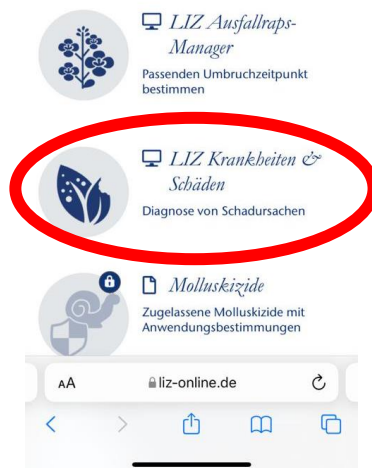 LIZ Ausfallraps-
Manager
Passenden Umbruchzeitpunkt
bestimmen
LIZ Krankheiten &
Schäden
Diagnose von Schadursachen
Molluskizide
Zugelassene Molluskizide mit
Anwendungsbestimmungen
AA
liz-online.de